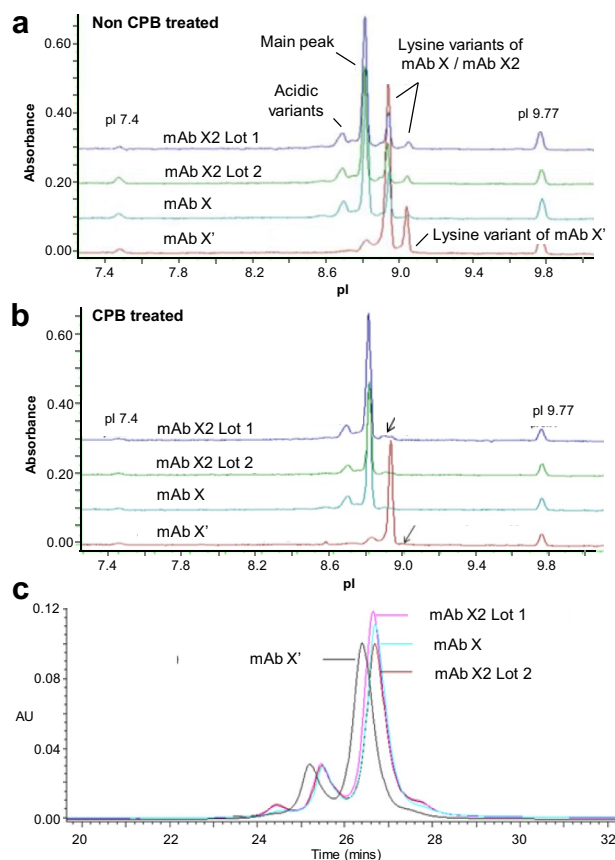 a
Non CPB treated
Main peak
Lysine variants of
mAb X / mAb X2
Acidic
variants
pI 7.4
pI 9.77
mAb X2 Lot 1
mAb X2 Lot 2
mAb X
mAb X’
Lysine variant of mAb X’
Absorbance
0.60
0.40
0.20
0.00
7.4 7.8 8.2 8.6 9.0 9.4 9.8
pI
b
CPB treated
pI 7.4
pI 9.77
mAb X2 Lot 1
mAb X2 Lot 2
mAb X
mAb X’
Absorbance
0.60
0.40
0.20
0.00
7.4 7.8 8.2 8.6 9.0 9.4 9.8
pI
c
mAb X2 Lot 1
mAb X’
mAb X
mAb X2 Lot 2
AU
0.12
0.08
0.04
0.00
20 22 24 26 28 30 32
Time (mins)